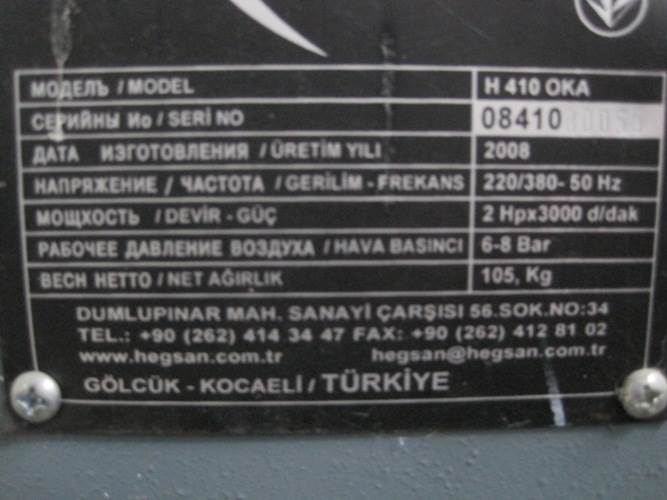 МОДЕЛЬ / MODEL H 410 OKA
СЕРИЙНЫ Ио / SERİ NO 08410
ДАТА ИЗГОТОВЛЕНИЯ / ÜRETİM YILI 2008
НАПРЯЖЕНИЕ / ЧАСТОТА / GERİLİM - FREKANS 220/380- 50 Hz
МОЩХОСТЬ / DEVİR - GÜÇ 2 Hpx3000 d/dak
РАБОЧЕЕ ДАВЛЕНИЕ ВОЗДУХА / HAVA BASINCI 6-8 Bar
ВЕСН НЕТТО / NET AĞIRLIK 105, Kg
DUMLUPINAR MAH. SANAYİ ÇARŞISI 56.SOK.NO:34
TEL.: +90 (262) 414 34 47 FAX: +90 (262) 412 81 02
www.hegsan.com.tr hegsan@hegsan.com.tr
GÖLCÜK - KOCAELİ / TÜRKİYE